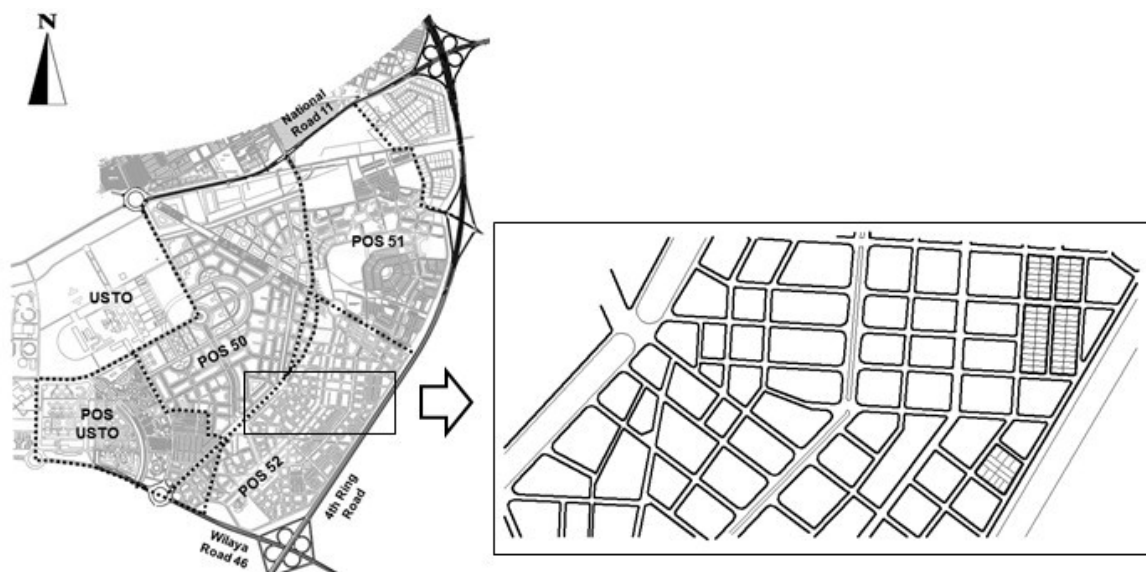 N
National
Road 11
POS 51
USTO
POS 50
POS
USTO
POS 52
4th Ring
Road
Wilaya
Road 46